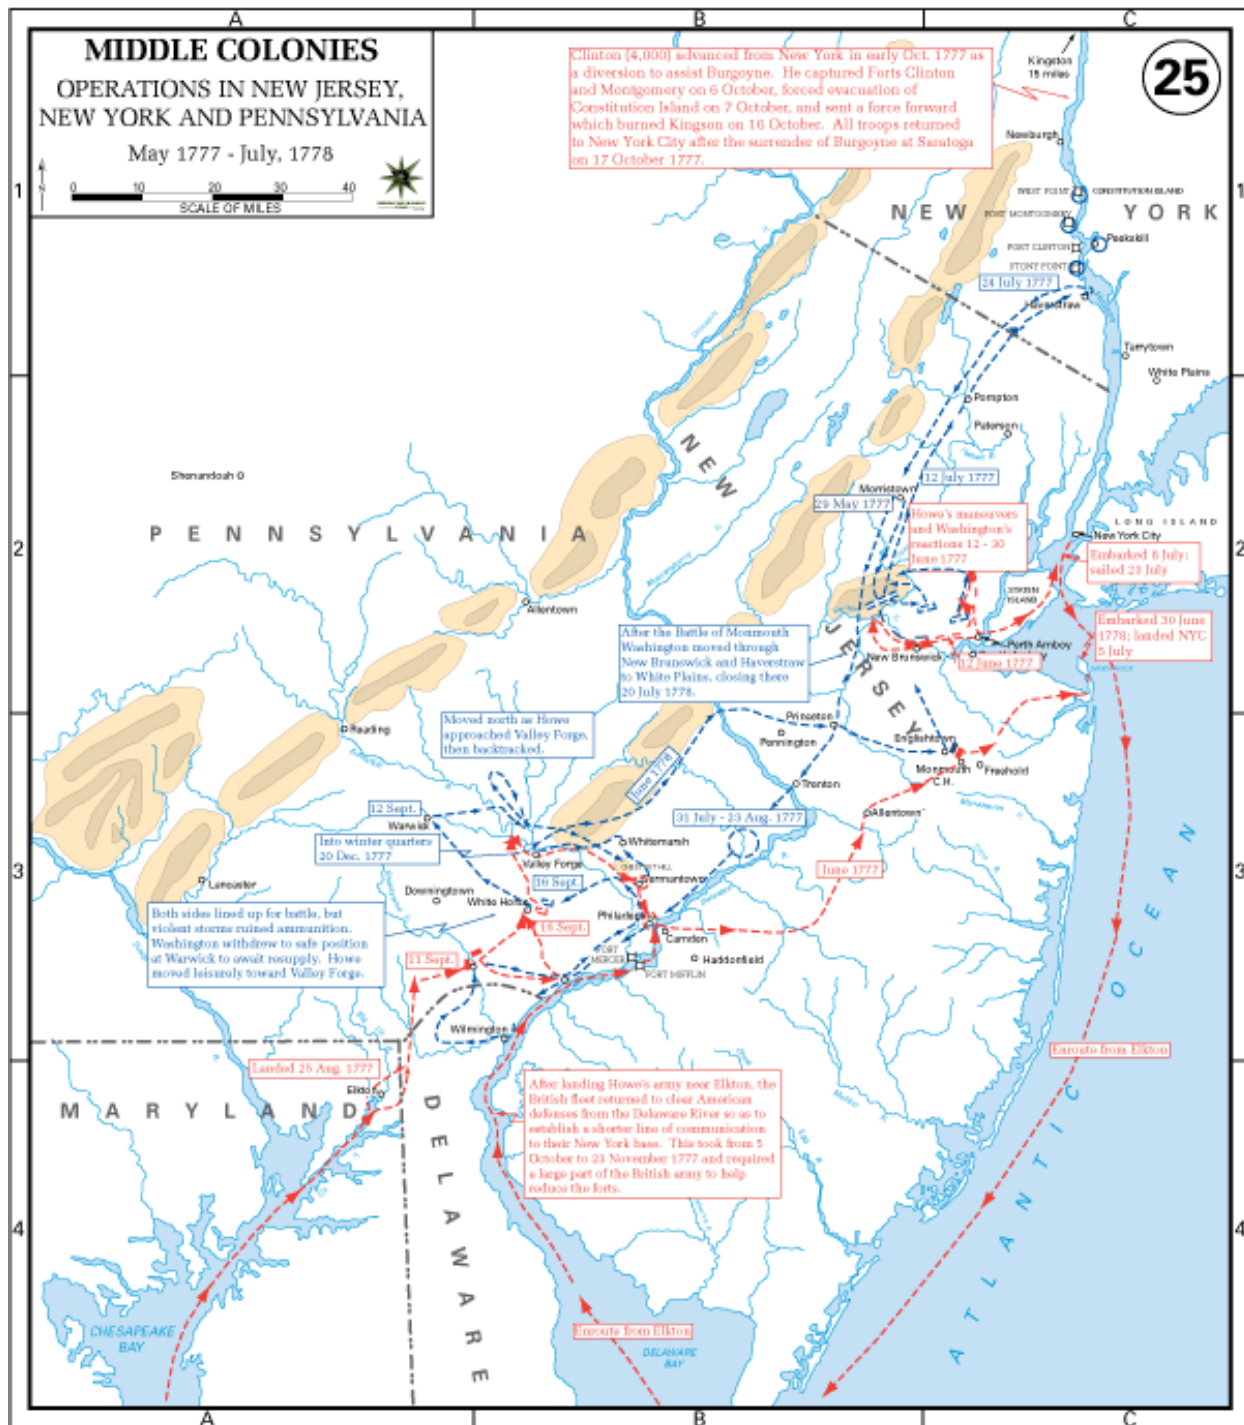 A
B
C
MIDDLE COLONIES
OPERATIONS IN NEW JERSEY,
NEW YORK AND PENNSYLVANIA
May 1777 - July, 1778
N
0 10 20 30 40
SCALE OF MILES
Clinton (4,000) advanced from New York in early Oct. 1777 as
a diversion to assist Burgoyne. He captured Forts Clinton
and Montgomery on 6 October, forced evacuation of
Constitution Island on 7 October, and sent a force forward
which burned Kingson on 16 October. All troops returned
to New York City after the surrender of Burgoyne at Saratoga
on 17 October 1777.
Kingston
15 miles
25
Newburgh
1
1
WEST POINT
CONSTITUTION ISLAND
NEW YORK
FORT MONTGOMERY
Peekskill
FORT CLINTON
STONY POINT
24 July 1777
Haverstraw
Tarrytown
White Plains
Pompton
Paterson
NEW
JERSEY
Shenandoah
12 July 1777
Morristown
29 May 1777
PENNSYLVANIA
Howe's maneuvers
and Washington's
reactions 12 - 30
June 1777
LONG ISLAND
New York City
2
2
Embarked 8 July;
sailed 23 July
STATEN
ISLAND
Allentown
Embarked 30 June
1778; landed NYC
5 July
After the Battle of Monmouth
Washington moved through
New Brunswick and Haverstraw
to White Plains, closing there
20 July 1778.
Perth Amboy
New Brunswick
12 June 1777
Reading
Moved north as Howe
approached Valley Forge,
then backtracked.
Princeton
Pennington
Englishtown
Monmouth
C.H.
Freehold
June 1778
Trenton
12 Sept.
Warwick
31 July - 23 Aug. 1777
Allentown
Into winter quarters
20 Dec. 1777
Whitemarsh
Valley Forge
3
3
Lancaster
Germantown
16 Sept.
June 1777
Downingtown
White Horse
Both sides lined up for battle, but
violent storms ruined ammunition.
Washington withdrew to safe position
at Warwick to await resupply. Howe
moved leisurely toward Valley Forge.
16 Sept.
Camden
11 Sept.
FORT
MERCER
Haddonfield
FORT MIFFLIN
Wilmington
ATLANTIC OCEAN
Enroute from Elkton
Landed 25 Aug. 1777
Elkton
MARYLAND
DELAWARE
After landing Howe's army near Elkton, the
British fleet returned to clear American
defenses from the Delaware River so as to
establish a shorter line of communication
to their New York base. This took from 5
October to 23 November 1777 and required
a large part of the British army to help
reduce the forts.
4
4
CHESAPEAKE
BAY
Enroute from Elkton
DELAWARE
BAY
A
B
C